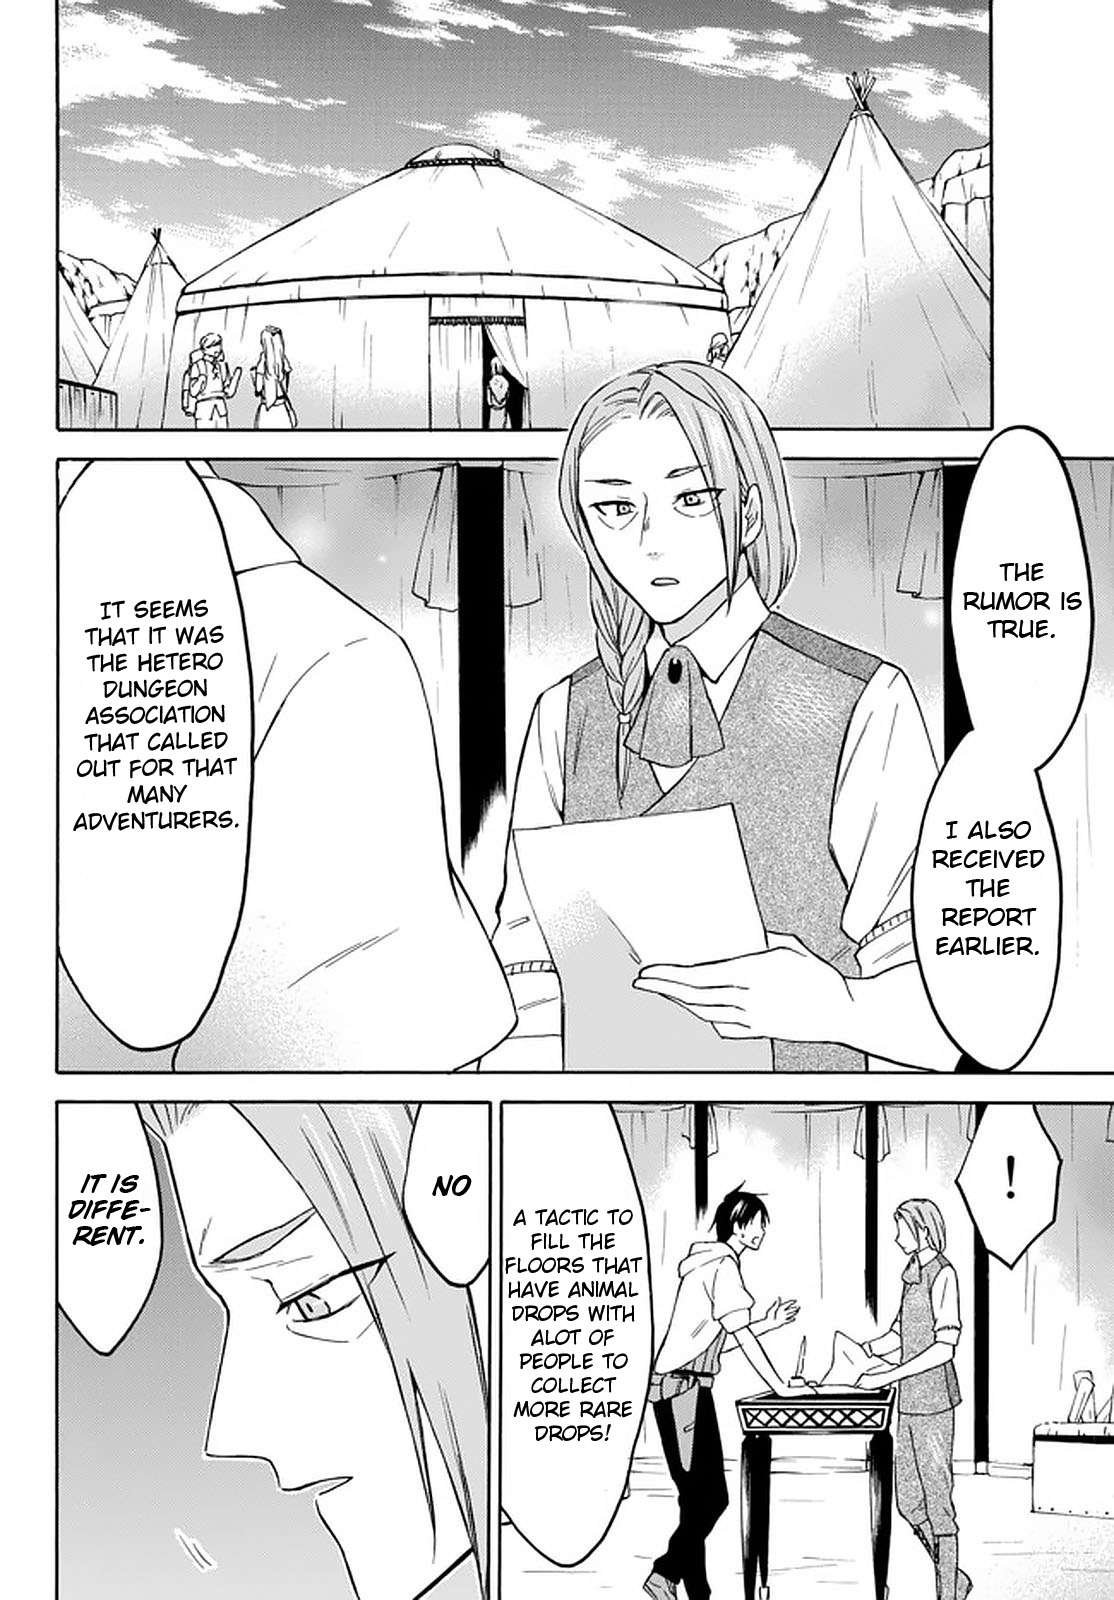 THE
RUMOR IS
TRUE.
I ALSO
RECEIVED
THE
REPORT
EARLIER.
IT SEEMS
THAT IT WAS
THE HETERO
DUNGEON
ASSOCIATION
THAT CALLED
OUT FOR THAT
MANY
ADVENTURERS.
!
A TACTIC TO
FILL THE
FLOORS THAT
HAVE ANIMAL
DROPS WITH
ALOT OF
PEOPLE TO
COLLECT
MORE RARE
DROPS!
NO
IT IS
DIFFE-
RENT.